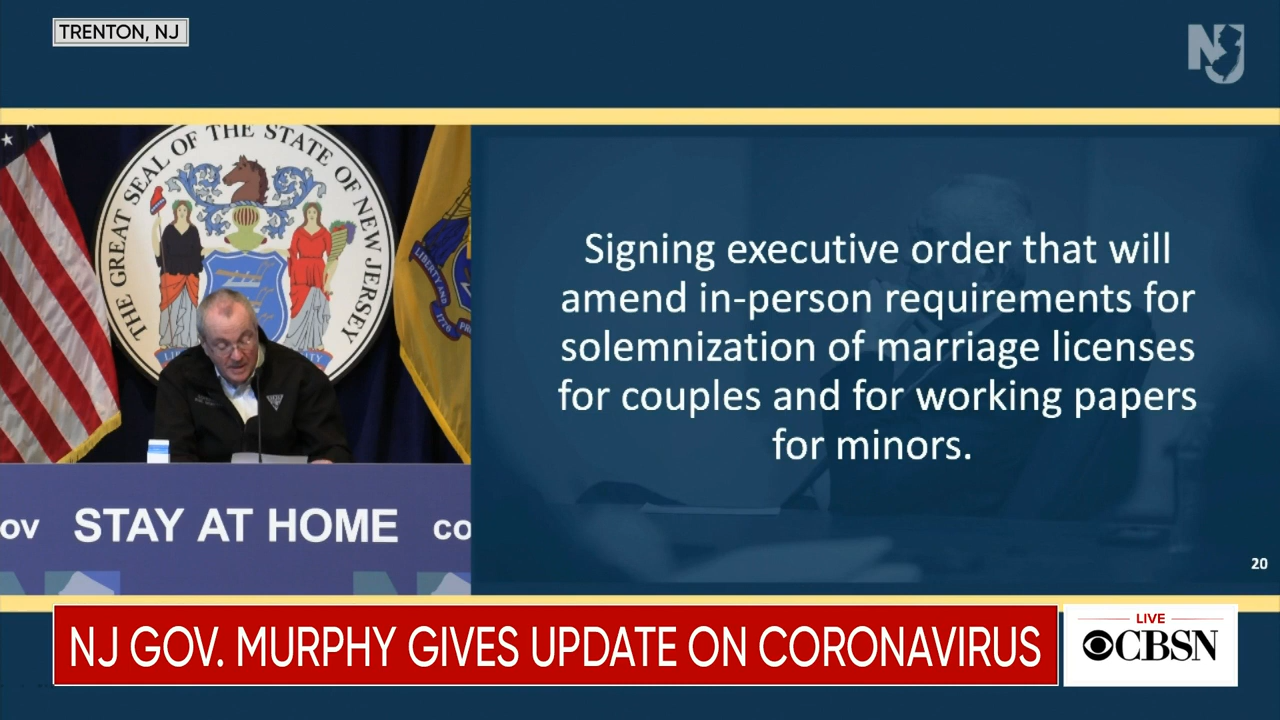 TRENTON, NJ
NJ
THE GREAT SEAL OF THE STATE OF NEW JERSEY
LIBERTY AND
1776
Signing executive order that will
amend in-person requirements for
solemnization of marriage licenses
for couples and for working papers
for minors.
ov STAY AT HOME co
20
NJ GOV. MURPHY GIVES UPDATE ON CORONAVIRUS
LIVE
CBSN